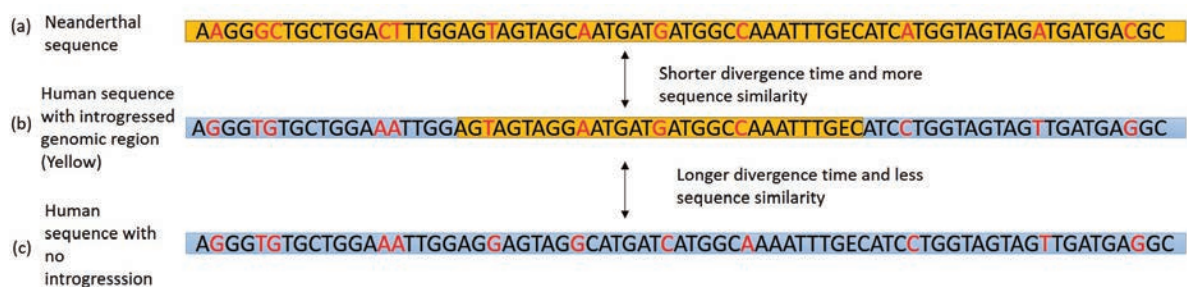 (a) Neanderthal sequence
AAGGGCTGCTGGACTTTGGAGTAGTAGCAATGATGATGGCCAAATTTGECATCATGGTAGTAGATGATGACGC
Shorter divergence time and more
sequence similarity
(b) Human sequence
with introgressed
genomic region
(Yellow)
AGGGTGTGCTGGAAATTGGAGTAGTAGGAATGATGATGGCCAAATTTGECATCCTGGTAGTAGTTGATGAGGC
Longer divergence time and less
sequence similarity
(c) Human
sequence with
no
introgresssion
AGGGTGTGCTGGAAATTGGAGGAGTAGGCATGATCATGGCAAAATTTGECATCCTGGTAGTAGTTGATGAGGC